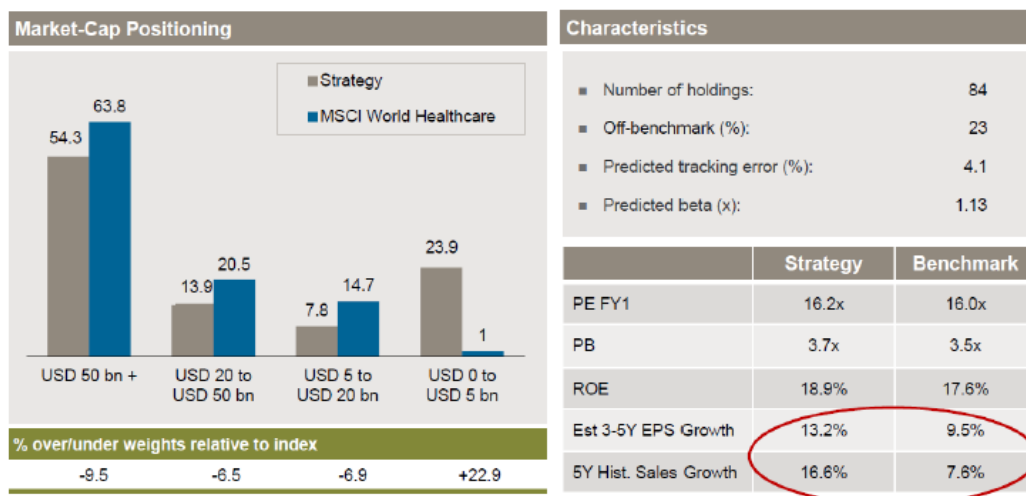 Market-Cap Positioning
Strategy
MSCI World Healthcare
54.3
63.8
13.9
20.5
7.8
14.7
23.9
1
USD 50 bn +
USD 20 to
USD 50 bn
USD 5 to
USD 20 bn
USD 0 to
USD 5 bn
% over/under weights relative to index
-9.5 -6.5 -6.9 +22.9
Characteristics
Number of holdings: 84
Off-benchmark (%): 23
Predicted tracking error (%): 4.1
Predicted beta (x): 1.13
Strategy Benchmark
PE FY1 16.2x 16.0x
PB 3.7x 3.5x
ROE 18.9% 17.6%
Est 3-5Y EPS Growth 13.2% 9.5%
5Y Hist. Sales Growth 16.6% 7.6%